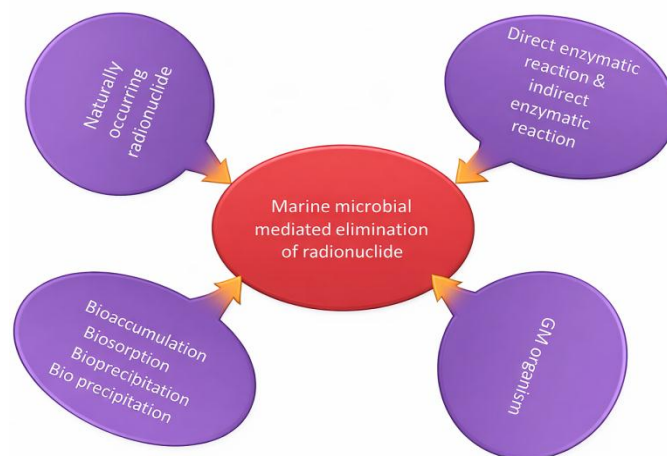 Naturally
occurring
radionuclide
Direct enzymatic
reaction &
indirect
enzymatic
reaction
Marine microbial
mediated elimination
of radionuclide
Bioaccumulation
Biosorption
Bioprecibitation
Bio precipitation
GM organism